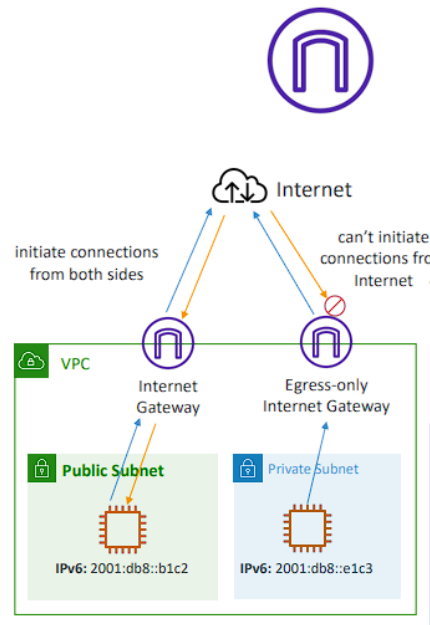 Internet
initiate connections
from both sides
can't initiate
connections fro
Internet
VPC
Internet
Gateway
Egress-only
Internet Gateway
Public Subnet
Private Subnet
IPv6: 2001:db8::b1c2
IPv6: 2001:db8::e1c3